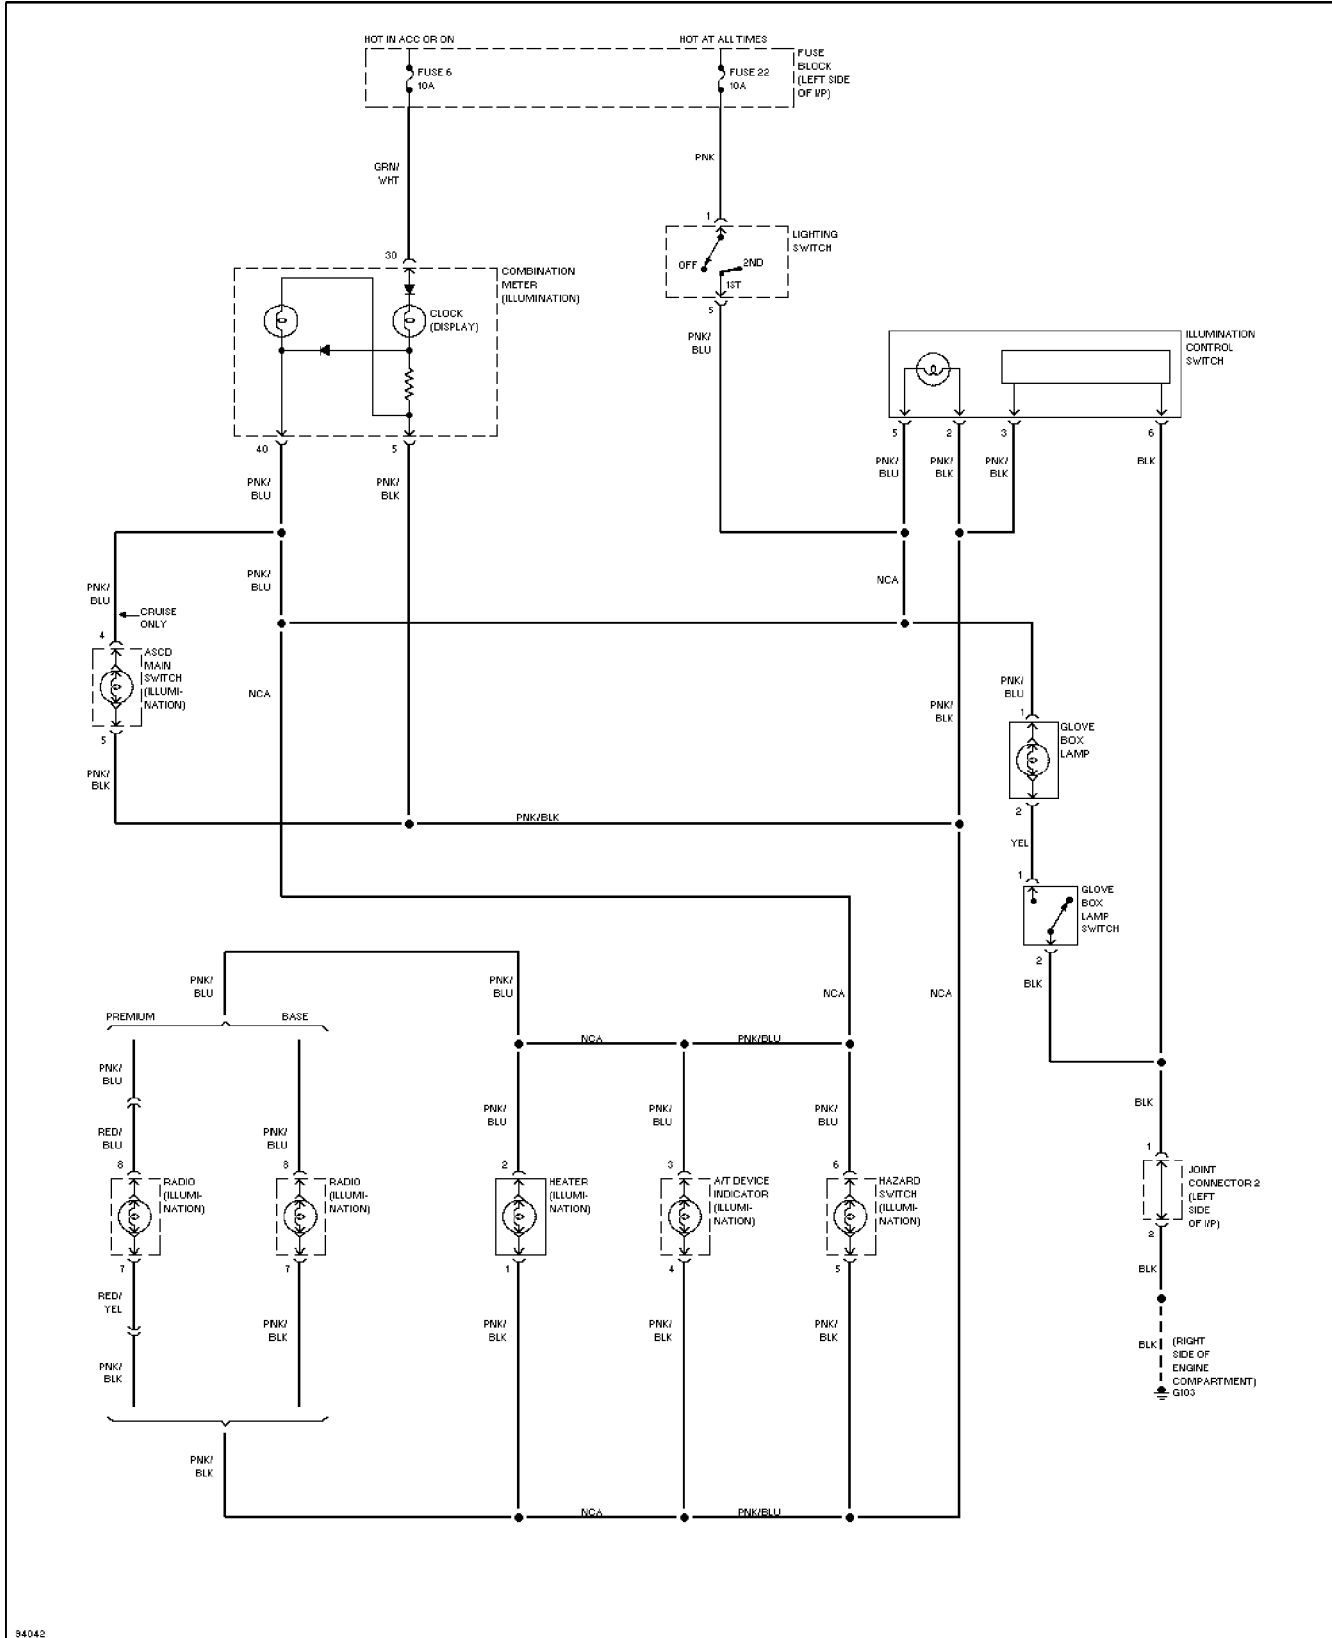 HOT IN ACC OR ON
HOT AT ALL TIMES
FUSE
BLOCK
(LEFT SIDE
OF I/P)
FUSE 6
10A
FUSE 22
10A
GRN/
WHT
PNK
30
1
LIGHTING
SWITCH
OFF
2ND
1ST
5
COMBINATION
METER
(ILLUMINATION)
CLOCK
(DISPLAY)
PNK/
BLU
ILLUMINATION
CONTROL
SWITCH
40
5
5
2
3
6
PNK/
BLU
PNK/
BLK
PNK/
BLU
PNK/
BLK
PNK/
BLK
BLK
PNK/
BLU
PNK/
BLU
NCA
CRUISE
ONLY
4
ASCD
MAIN
SWITCH
(ILLUMI-
NATION)
5
NCA
PNK/
BLU
PNK/
BLK
1
GLOVE
BOX
LAMP
2
PNK/
BLK
PNK/BLK
YEL
1
GLOVE
BOX
LAMP
SWITCH
2
BLK
PNK/
BLU
PNK/
BLU
NCA
NCA
PREMIUM
BASE
NCA
PNK/BLU
PNK/
BLU
RED/
BLU
PNK/
BLU
PNK/
BLU
PNK/
BLU
PNK/
BLU
BLK
8
8
2
3
6
1
RADIO
(ILLUMI-
NATION)
RADIO
(ILLUMI-
NATION)
HEATER
(ILLUMI-
NATION)
A/T DEVICE
INDICATOR
(ILLUMI-
NATION)
HAZARD
SWITCH
(ILLUMI-
NATION)
JOINT
CONNECTOR 2
(LEFT
SIDE
OF I/P)
2
7
7
1
4
5
BLK
RED/
YEL
PNK/
BLK
PNK/
BLK
PNK/
BLK
PNK/
BLK
PNK/
BLK
BLK
(RIGHT
SIDE OF
ENGINE
COMPARTMENT)
G103
PNK/
BLK
NCA
PNK/BLU
94042